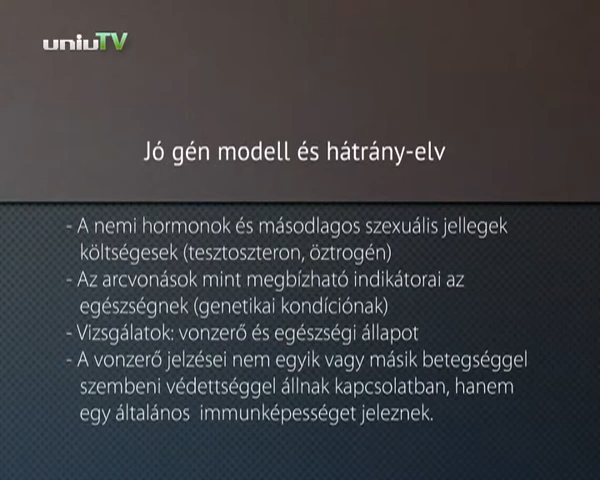 uniuTV
Jó gén modell és hátrány-elv
- A nemi hormonok és másodlagos szexuális jellegek
költségesek (tesztoszteron, öztrogén)
- Az arcvonások mint megbízható indikátorai az
egészségnek (genetikai kondíciónak)
- Vizsgálatok: vonzerő és egészségi állapot
- A vonzerő jelzései nem egyik vagy másik betegséggel
szembeni védettséggel állnak kapcsolatban, hanem
egy általános  immunképességet jeleznek.